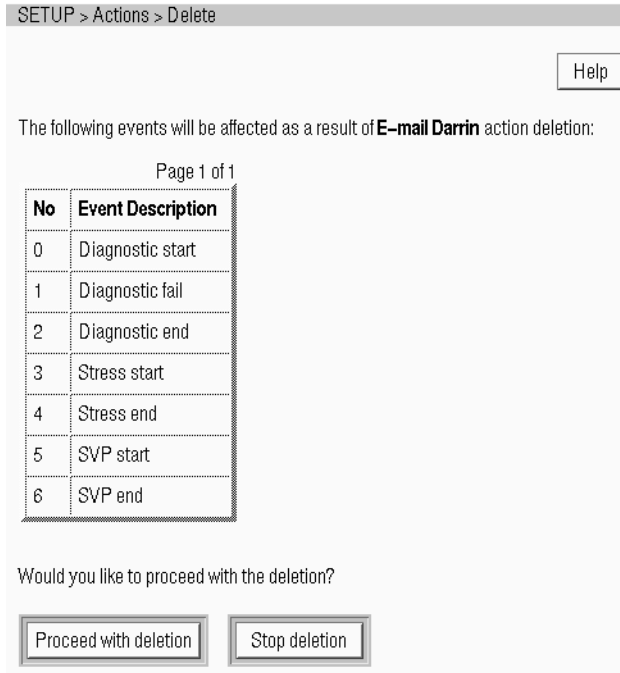 SETUP > Actions > Delete
Help
The following events will be affected as a result of E-mail Darrin action deletion:
Page 1 of 1
No Event Description
0 Diagnostic start
1 Diagnostic fail
2 Diagnostic end
3 Stress start
4 Stress end
5 SVP start
6 SVP end
Would you like to proceed with the deletion?
Proceed with deletion Stop deletion